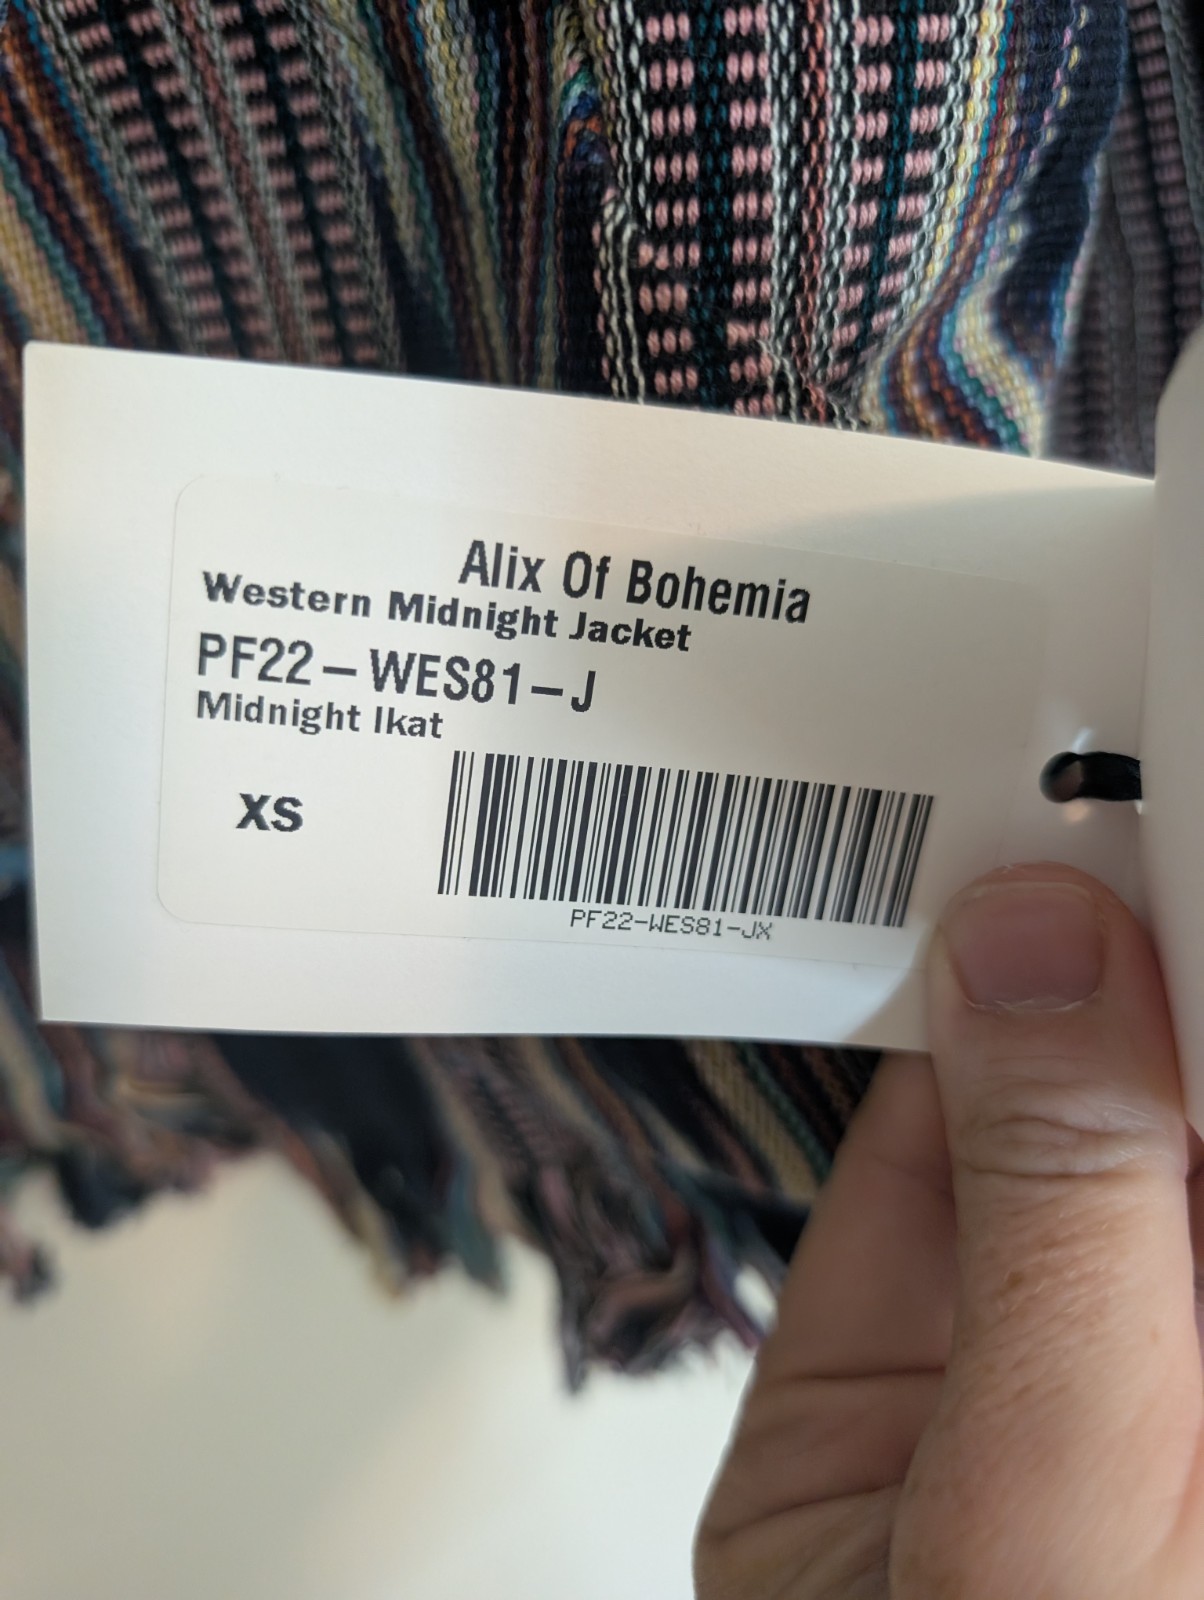 Alix Of Bohemia
Western Midnight Jacket
PF22-WES81-J
Midnight Ikat
XS
PF22-WES81-JX